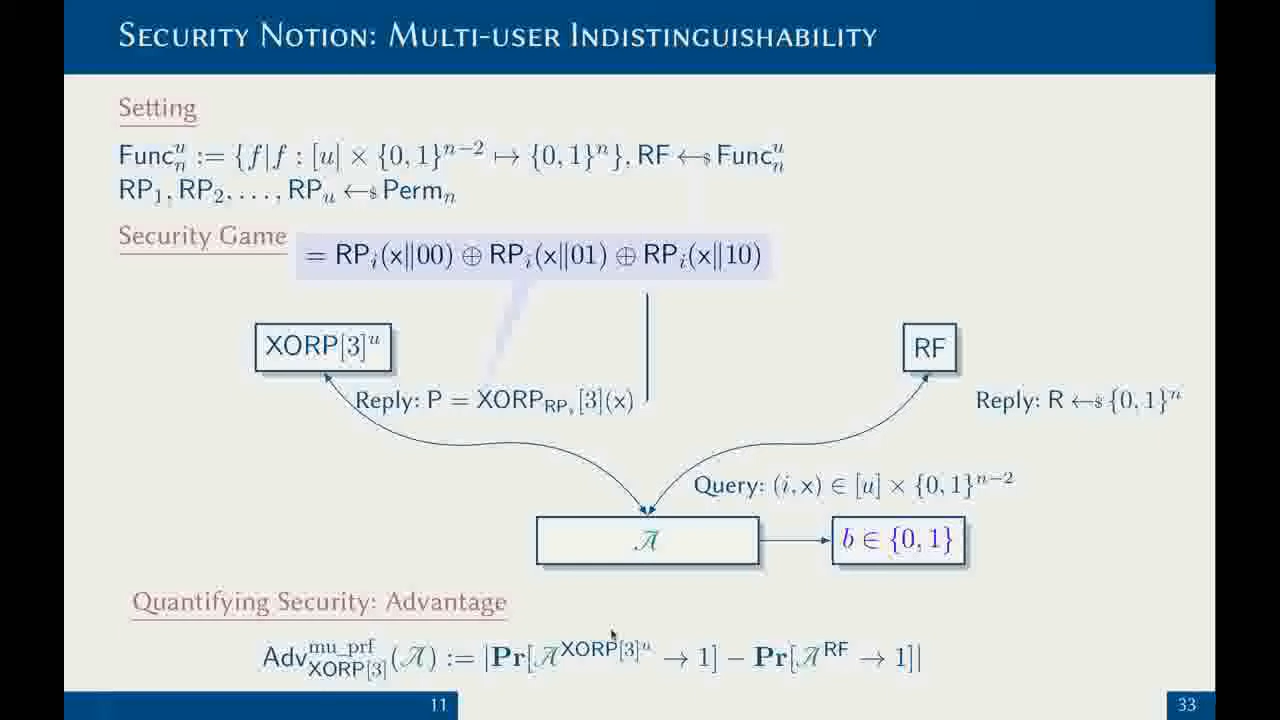 Security Notion: Multi-user Indistinguishability
Setting
Funcₙᵘ := {f|f : [u] × {0, 1}ⁿ⁻² ↦ {0, 1}ⁿ}, RF ←$ Funcₙᵘ
RP₁, RP₂, . . . , RPᵤ ←$ Permₙ
Security Game
= RPᵢ(x∥00) ⊕ RPᵢ(x∥01) ⊕ RPᵢ(x∥10)
XORP[3]ᵘ
RF
Reply: P = XORP_RPᵢ[3](x)
Reply: R ←$ {0, 1}ⁿ
Query: (i, x) ∈ [u] × {0, 1}ⁿ⁻²
𝒜
b ∈ {0, 1}
Quantifying Security: Advantage
Adv^mu_prf_XORP[3](𝒜) := |Pr[𝒜^XORP[3]ᵘ → 1] − Pr[𝒜^RF → 1]|
11
33